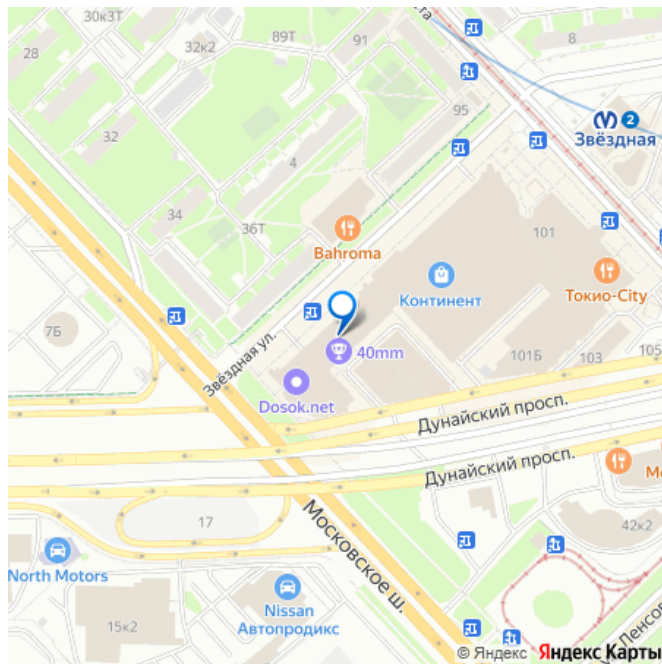 30к3Т
89Т
91
8
28
32к2
95
2
Звёздная
32
4
34
36Т
Bahroma
101
Континент
Токио-City
7Б
Звёздная ул.
40mm
101Б
103
105
Dosok.net
Дунайский просп.
Дунайский просп.
17
Московское ш.
42к2
North Motors
15к2
Nissan
Автопродикс
© Яндекс Яндекс Карты